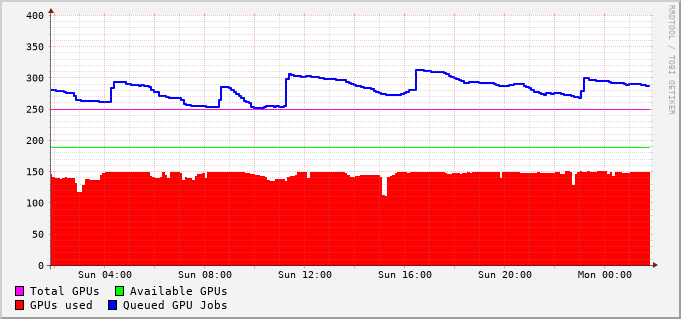 400
350
300
250
200
150
100
50
0
Sun 04:00 Sun 08:00 Sun 12:00 Sun 16:00 Sun 20:00 Mon 00:00
Total GPUs Available GPUs
GPUs used Queued GPU Jobs
RRDTOOL / TOBI OETIKER